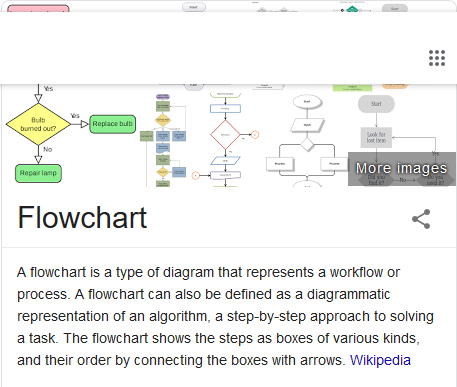 Yes
Bulb
burned out?
Yes
Replace bulb
No
Repair lamp
Start
Look for
lost item
Yes
No
More images
Flowchart
A flowchart is a type of diagram that represents a workflow or
process. A flowchart can also be defined as a diagrammatic
representation of an algorithm, a step-by-step approach to solving
a task. The flowchart shows the steps as boxes of various kinds,
and their order by connecting the boxes with arrows. Wikipedia